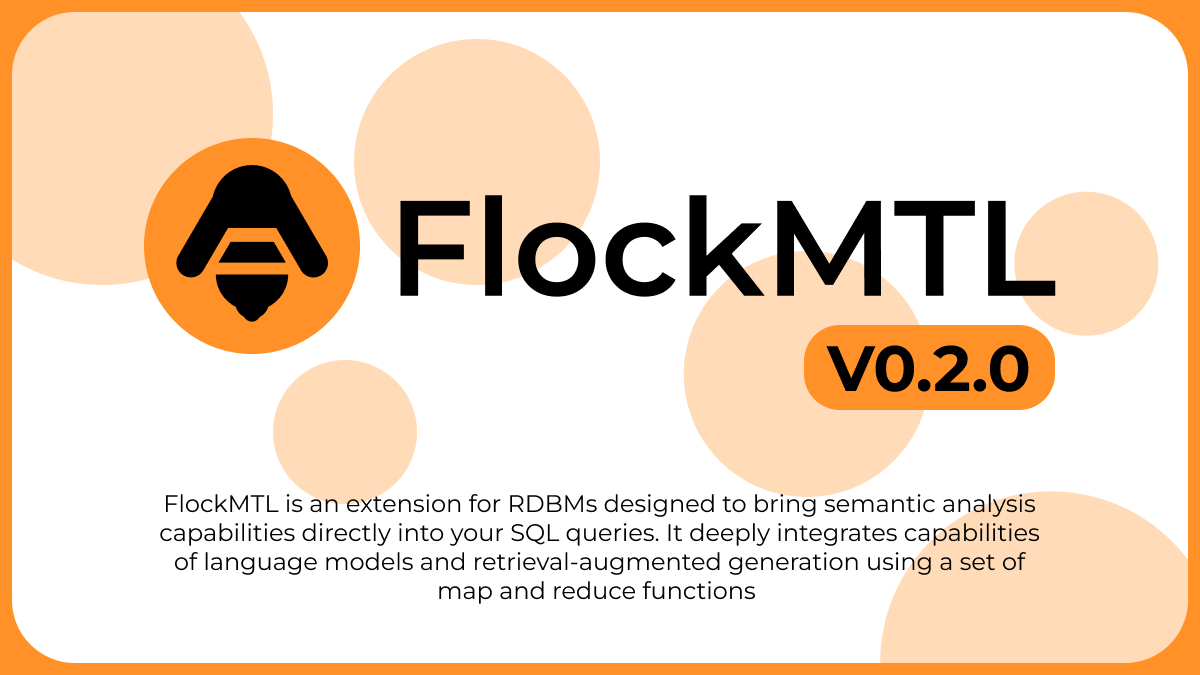 FlockMTL
V0.2.0
FlockMTL is an extension for RDBMs designed to bring semantic analysis
capabilities directly into your SQL queries. It deeply integrates capabilities
of language models and retrieval-augmented generation using a set of
map and reduce functions